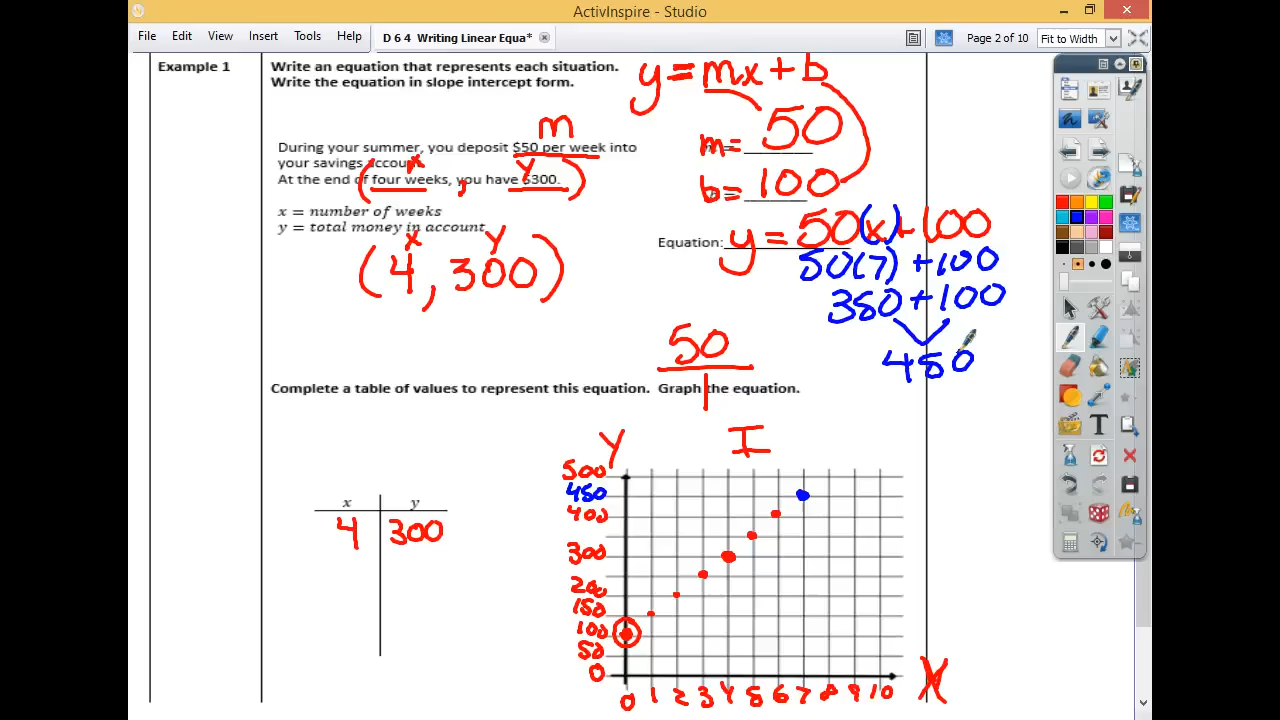 ActivInspire - Studio
File Edit View Insert Tools Help D 6 4 Writing Linear Equa* Page 2 of 10 Fit to Width
Example 1 Write an equation that represents each situation.
Write the equation in slope intercept form.
y = mx + b
m
During your summer, you deposit $50 per week into
your savings account.
m = 50
x y
At the end of four weeks, you have $300.
( , )
b = 100
x = number of weeks
y = total money in account
Equation: y = 50(x) + 100
x y
(4, 300)
50(7) + 100
350 + 100
450
50
1
Complete a table of values to represent this equation. Graph the equation.
I
Y
500
450
400
300
200
150
100
50
0
x y
4 300
0 1 2 3 4 5 6 7 8 9 10 X